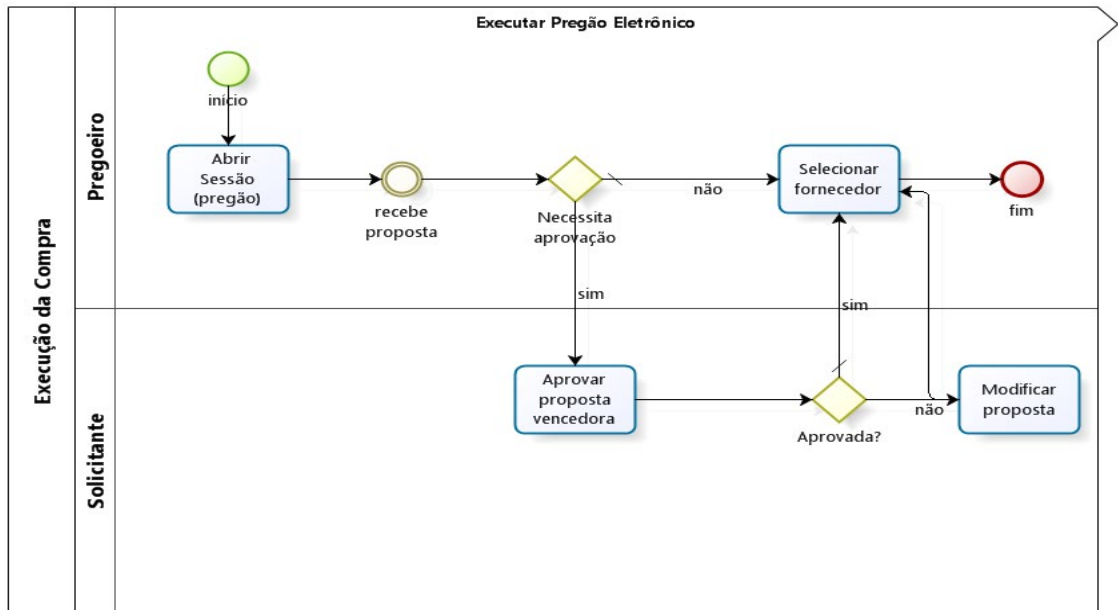 Executar Pregão Eletrônico
Execução da Compra
Pregoeiro
início
Abrir
Sessão
(pregão)
recebe
proposta
Necessita
aprovação
não
Selecionar
fornecedor
fim
sim
sim
Solicitante
Aprovar
proposta
vencedora
Aprovada?
não
Modificar
proposta